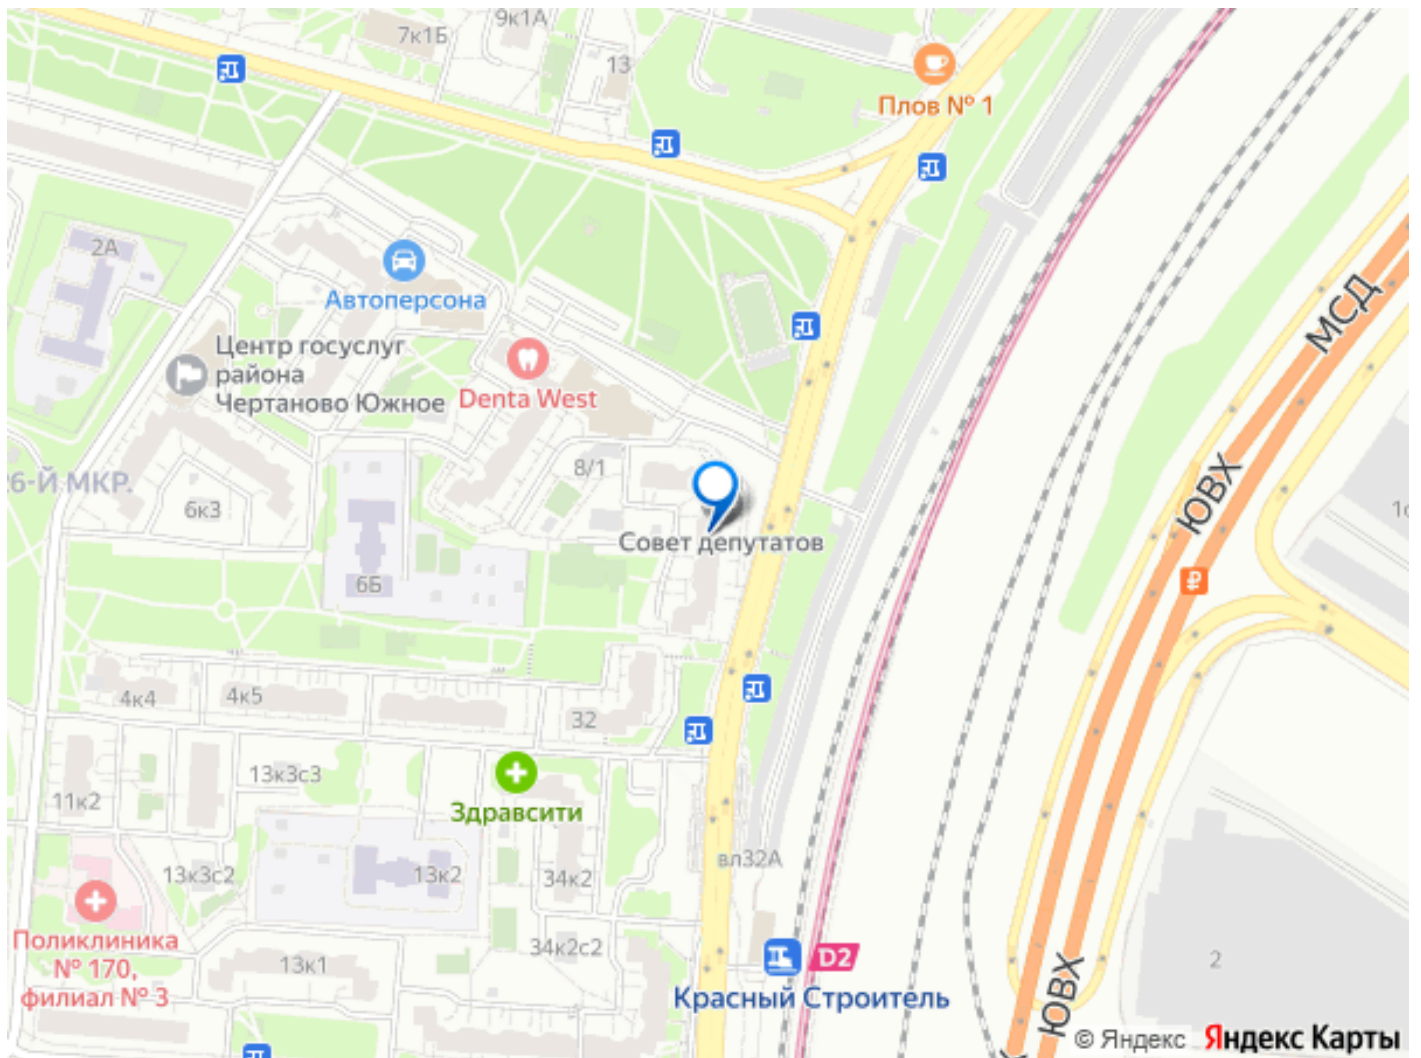 9к1А
7к1Б
13
Плов № 1
2А
Автоперсона
МСД
Центр госуслуг
района
Чертаново Южное
Denta West
8/1
26-Й МКР.
6к3
ЮВХ
Совет депутатов
6Б
₽
4к4
4к5
32
13к3с3
11к2
Здравсити
вл32А
13к3с2
13к2
34к2
Поликлиника
№ 170,
филиал № 3
13к1
34к2с2
D2
2
Красный Строитель
ЮВХ
© Яндекс Яндекс Карты